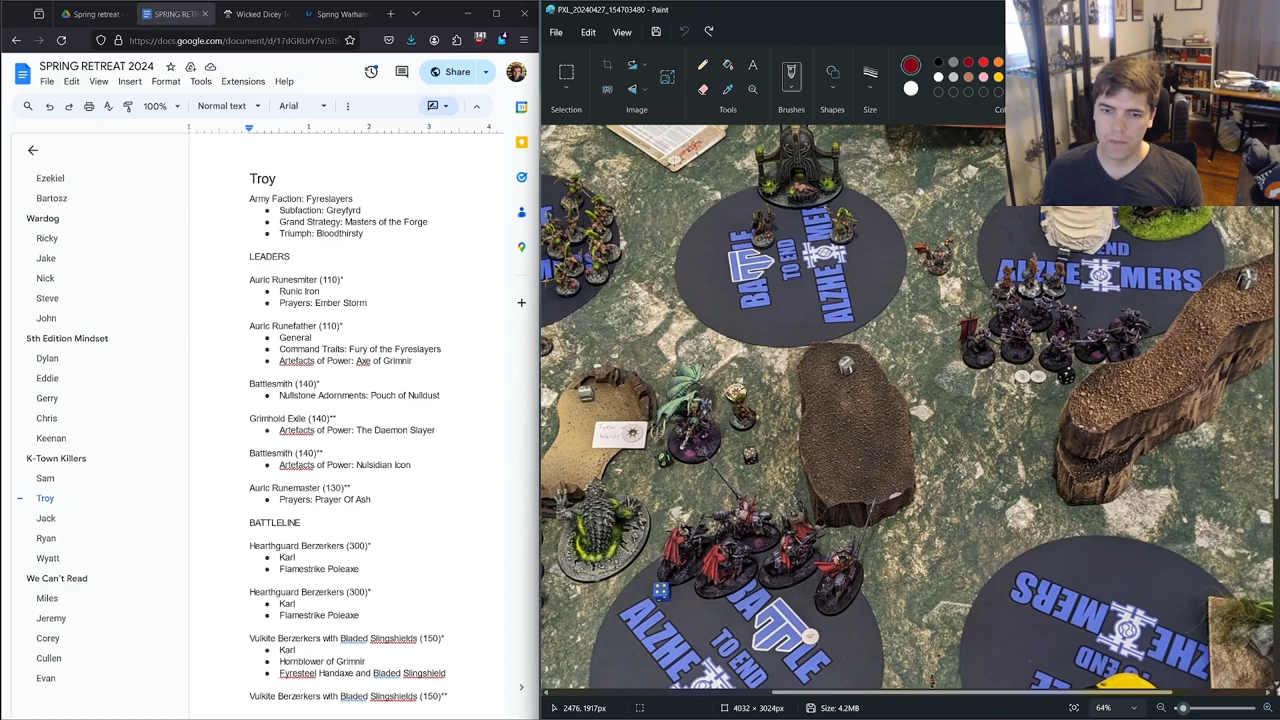 Spring retreat -
SPRING RETR
Wicked Dicey T
Spring Warham
PXL_20240427_154703480 - Paint
https://docs.google.com/document/d/17dGRUrY7vJSb
141
4
File
Edit
View
SPRING RETREAT 2024
File
Edit
View
Insert
Format
Tools
Extensions
Share
100%
Normal text
Arial
Selection
Image
Tools
Brushes
Shapes
Size
1
1
2
3
4
Ezekiel
Bartosz
Wardog
Ricky
Jake
Nick
Steve
John
5th Edition Mindset
Dylan
Eddie
Gerry
Chris
Keenan
K-Town Killers
Sam
Troy
Jack
Ryan
Wyatt
We Can't Read
Miles
Jeremy
Corey
Cullen
Evan
Troy
Army Faction: Fyreslayers
● Subfaction: Greyfyrd
● Grand Strategy: Masters of the Forge
● Triumph: Bloodthirsty
LEADERS
Auric Runesmiter (110)*
● Runic Iron
● Prayers: Ember Storm
Auric Runefather (110)*
● General
● Command Traits: Fury of the Fyreslayers
● Artefacts of Power: Axe of Grimnir
Battlesmith (140)*
● Nullstone Adornments: Pouch of Nulldust
Grimhold Exile (140)**
● Artefacts of Power: The Daemon Slayer
Battlesmith (140)**
● Artefacts of Power: Nulsidian Icon
Auric Runemaster (130)**
● Prayers: Prayer Of Ash
BATTLELINE
Hearthguard Berzerkers (300)*
● Karl
● Flamestrike Poleaxe
Hearthguard Berzerkers (300)*
● Karl
● Flamestrike Poleaxe
Vulkite Berzerkers with Bladed Slingshields (150)*
● Karl
● Hornblower of Grimnir
● Fyresteel Handaxe and Bladed Slingshield
Vulkite Berzerkers with Bladed Slingshields (150)**
BATTLE
TO END
ALZHEIMERS
END
ALZHEIMERS
ALZHE
BATTLE
TO END
MERS
2476, 1917px
4032 × 3024px
Size: 4.2MB
64%